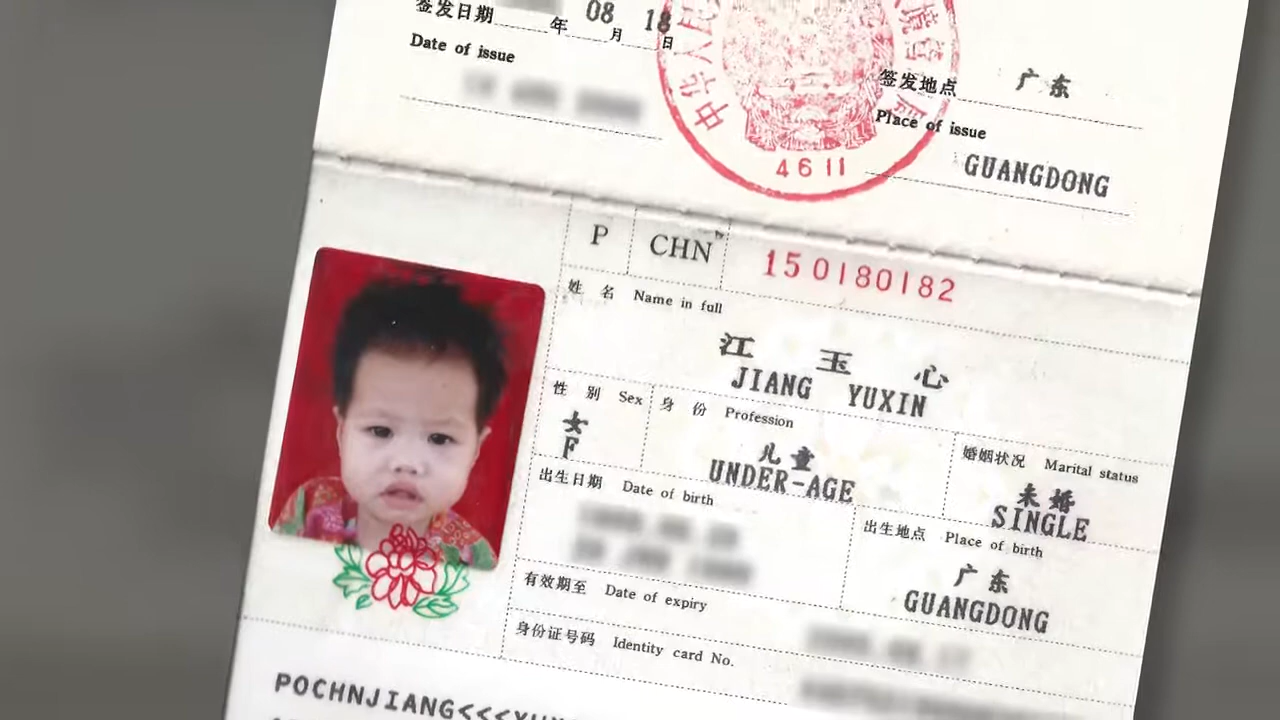 签发日期 年 08 月 18 日
Date of issue
签发地点 广东
Place of issue
GUANGDONG
4611
P CHN 150180182
姓 名 Name in full
江 玉 心
JIANG YUXIN
性 别 Sex
女
F
身 份 Profession
儿童
UNDER-AGE
婚姻状况 Marital status
未婚
SINGLE
出生日期 Date of birth
出生地点 Place of birth
广东
GUANGDONG
有效期至 Date of expiry
身份证号码 Identity card No.
POCHNJIANG<<<YUX